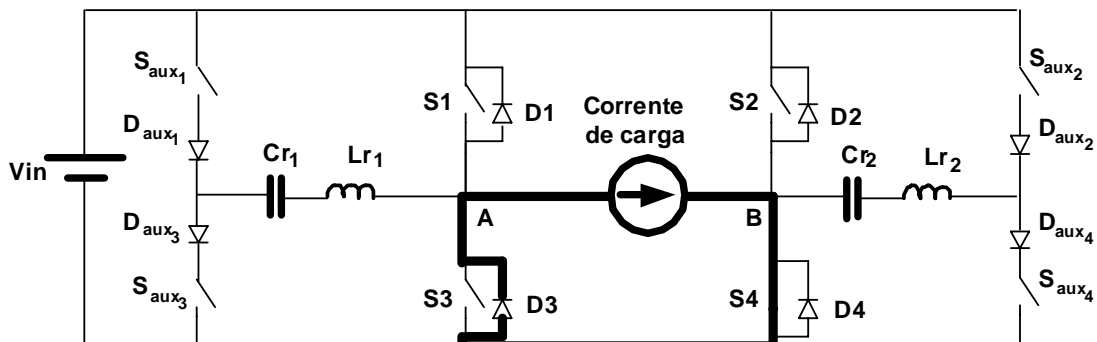 Saux1
Saux2
S1
D1
S2
D2
Corrente
de carga
Daux1
Daux2
Vin
Cr1
Lr1
Cr2
Lr2
A
B
Daux3
Daux4
Saux3
S3
D3
S4
D4
Saux4